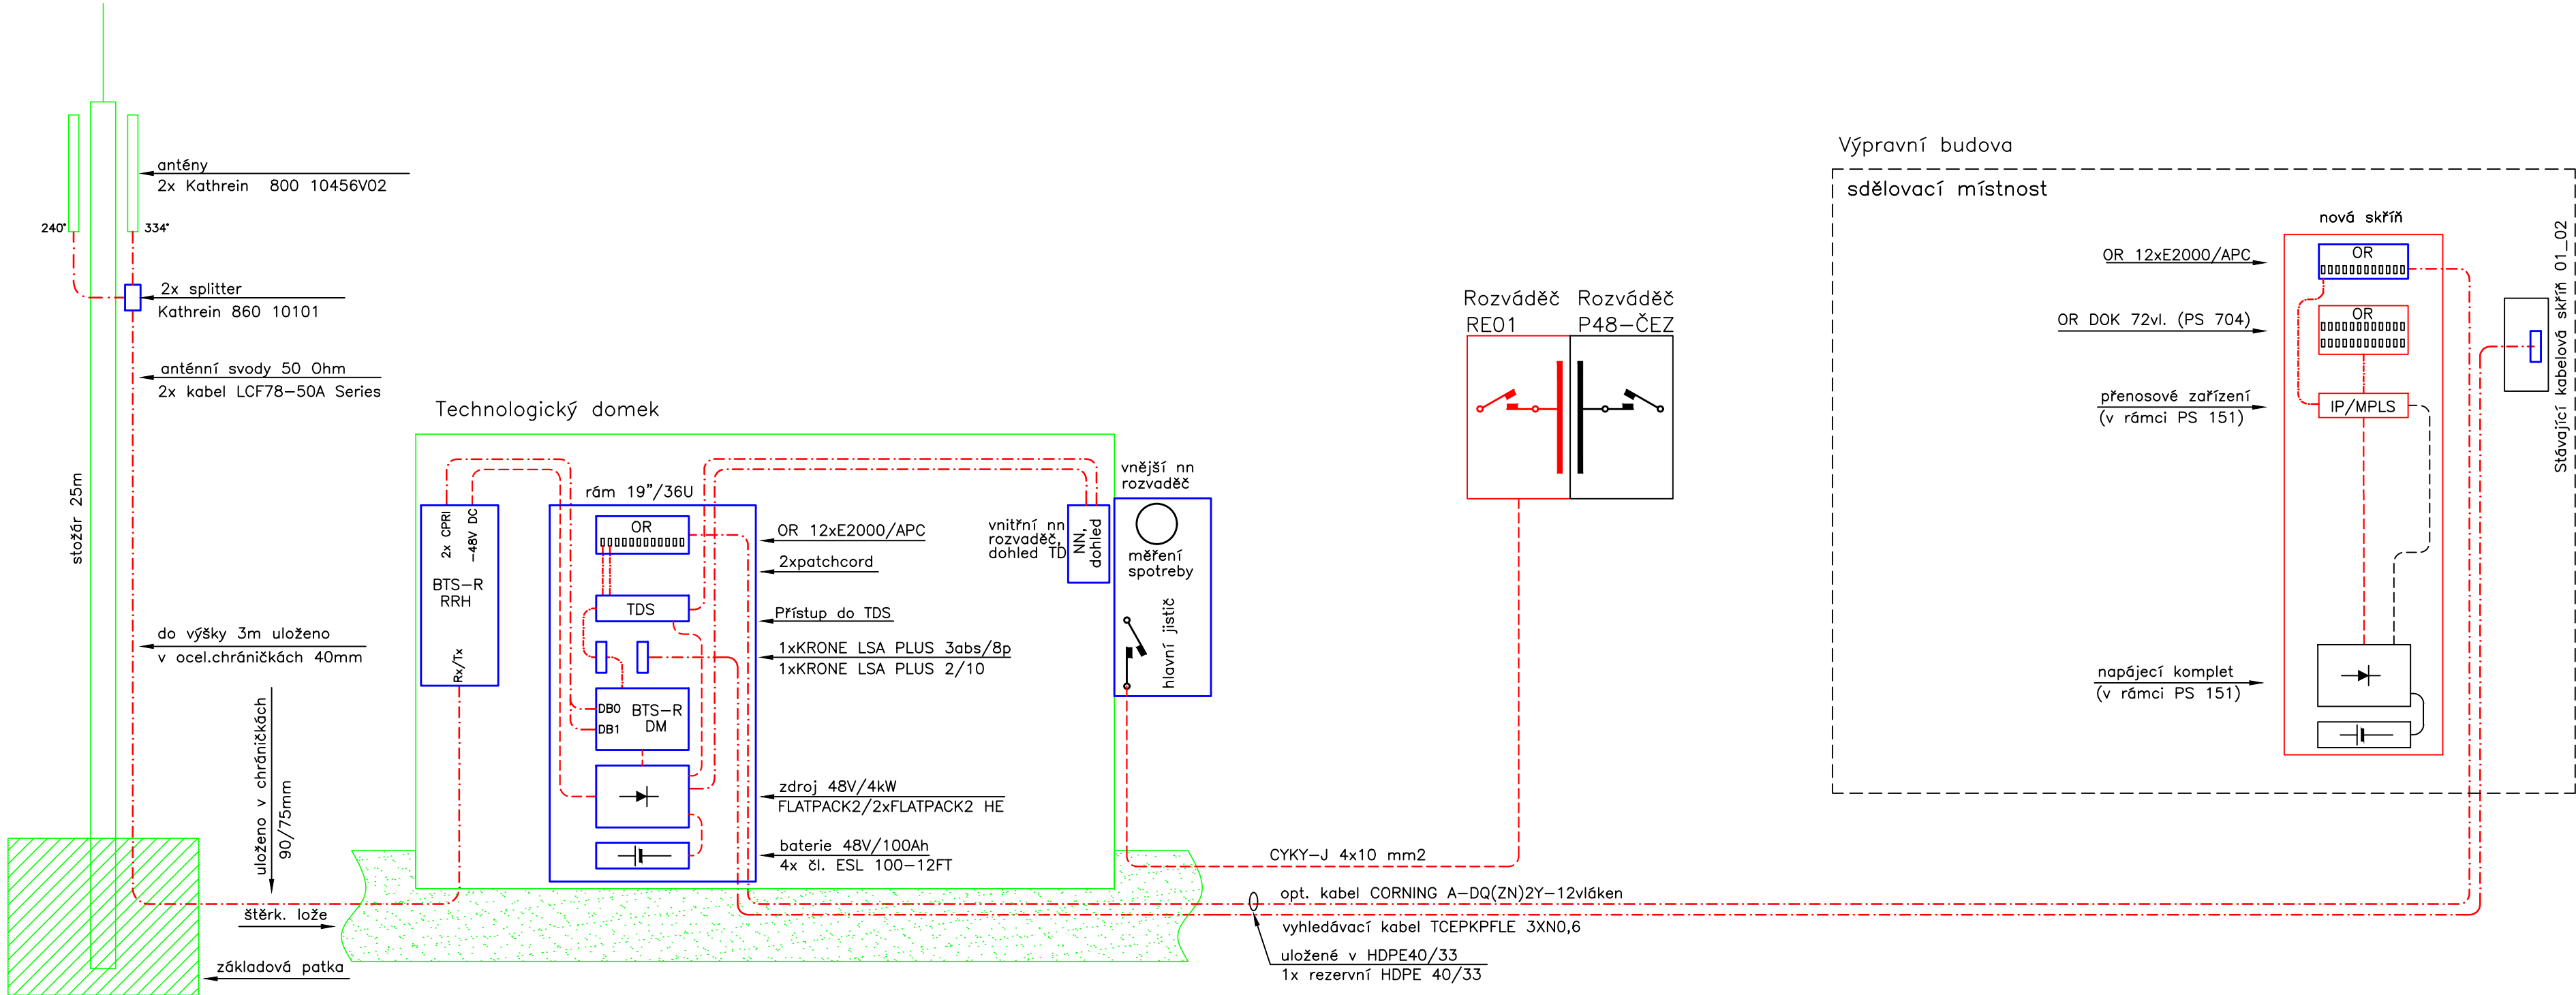 antény
2x Kathrein 800 10456V02
240°
334°
2x splitter
Kathrein 860 10101
anténní svody 50 Ohm
2x kabel LCF78-50A Series
stožár 25m
do výšky 3m uloženo
v ocel.chráničkách 40mm
uloženo v chráničkách
90/75mm
štěrk. lože
základová patka
Technologický domek
2x CPRI
-48V DC
BTS-R
RRH
Rx/Tx
rám 19"/36U
OR
TDS
DB0
DB1
BTS-R
DM
OR 12xE2000/APC
2xpatchcord
Přístup do TDS
1xKRONE LSA PLUS 3abs/8p
1xKRONE LSA PLUS 2/10
zdroj 48V/4kW
FLATPACK2/2xFLATPACK2 HE
baterie 48V/100Ah
4x čl. ESL 100-12FT
vnitřní nn
rozvaděč,
dohled TD
NN,
dohled
vnější nn
rozvaděč
měření
spotreby
hlavní jistič
Rozváděč
RE01
Rozváděč
P48-ČEZ
CYKY-J 4x10 mm2
opt. kabel CORNING A-DQ(ZN)2Y-12vláken
vyhledávací kabel TCEPKPFLE 3XN0,6
uložené v HDPE40/33
1x rezervní HDPE 40/33
Výpravní budova
sdělovací místnost
nová skříň
OR
OR
IP/MPLS
OR 12xE2000/APC
OR DOK 72vl. (PS 704)
přenosové zařízení
(v rámci PS 151)
napájecí komplet
(v rámci PS 151)
Stávající kabelová skříň 01_02